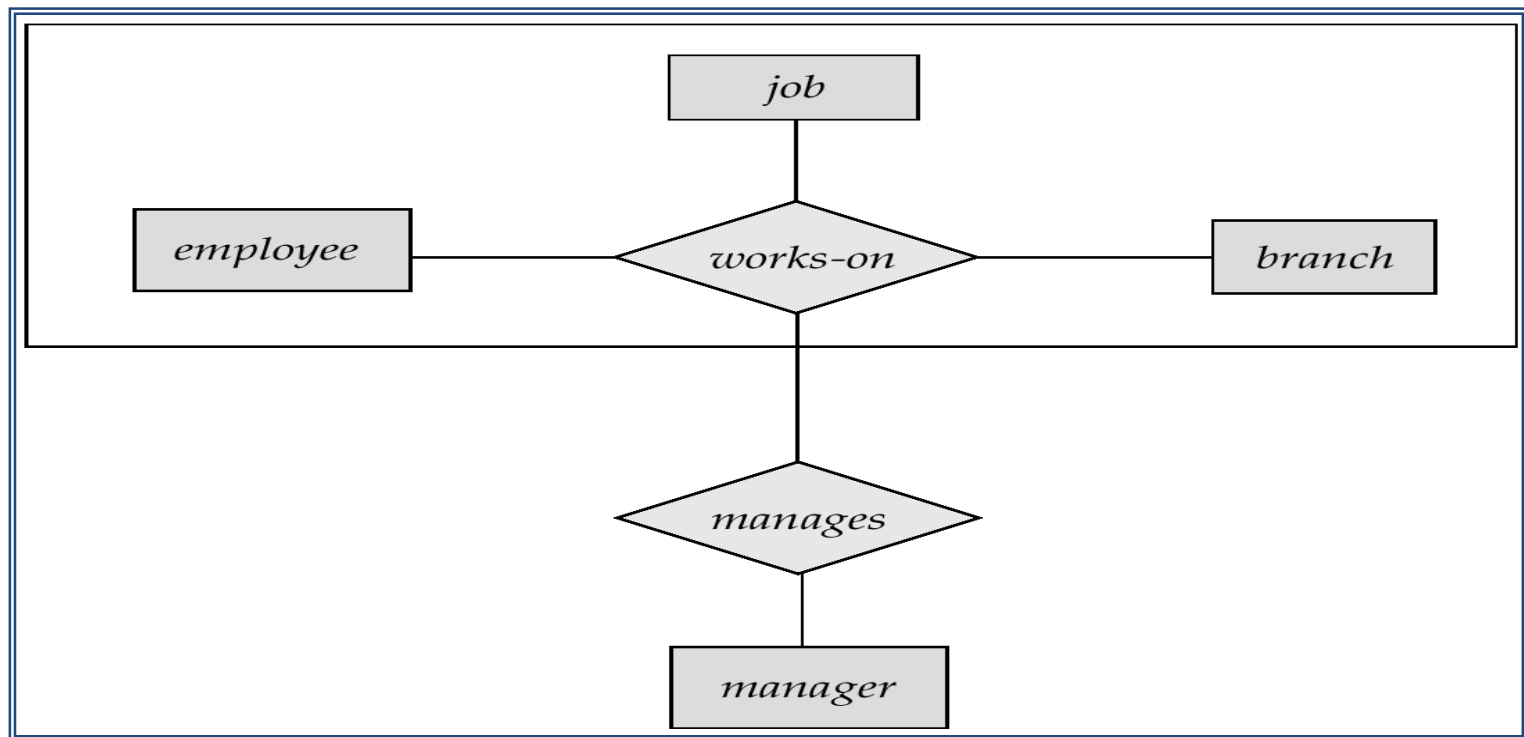 job
employee
works-on
branch
manages
manager